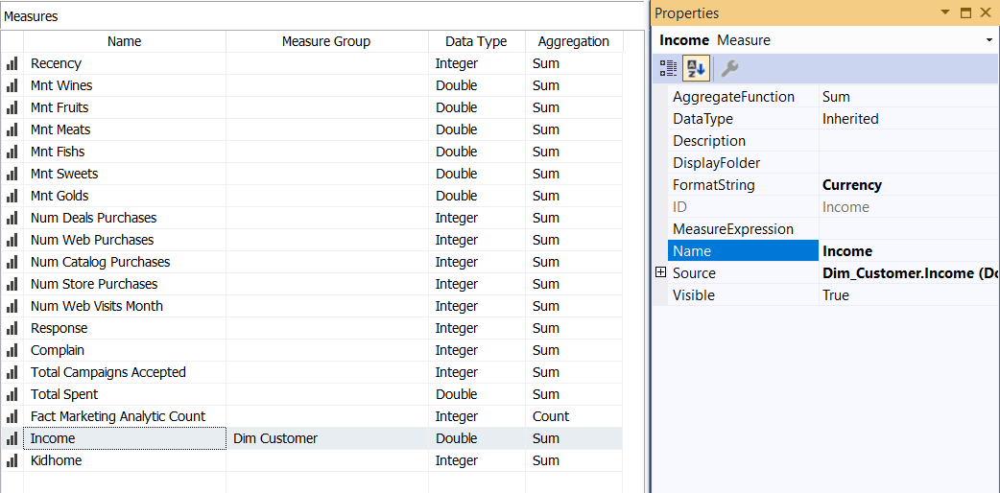 Measures
Name Measure Group Data Type Aggregation
Recency Integer Sum
Mnt Wines Double Sum
Mnt Fruits Double Sum
Mnt Meats Double Sum
Mnt Fishs Double Sum
Mnt Sweets Double Sum
Mnt Golds Double Sum
Num Deals Purchases Integer Sum
Num Web Purchases Integer Sum
Num Catalog Purchases Integer Sum
Num Store Purchases Integer Sum
Num Web Visits Month Integer Sum
Response Integer Sum
Complain Integer Sum
Total Campaigns Accepted Integer Sum
Total Spent Double Sum
Fact Marketing Analytic Count Integer Count
Income Dim Customer Double Sum
Kidhome Integer Sum
Properties
Income Measure
AggregateFunction Sum
DataType Inherited
Description
DisplayFolder
FormatString Currency
ID Income
MeasureExpression
Name Income
Source Dim_Customer.Income (Do
Visible True